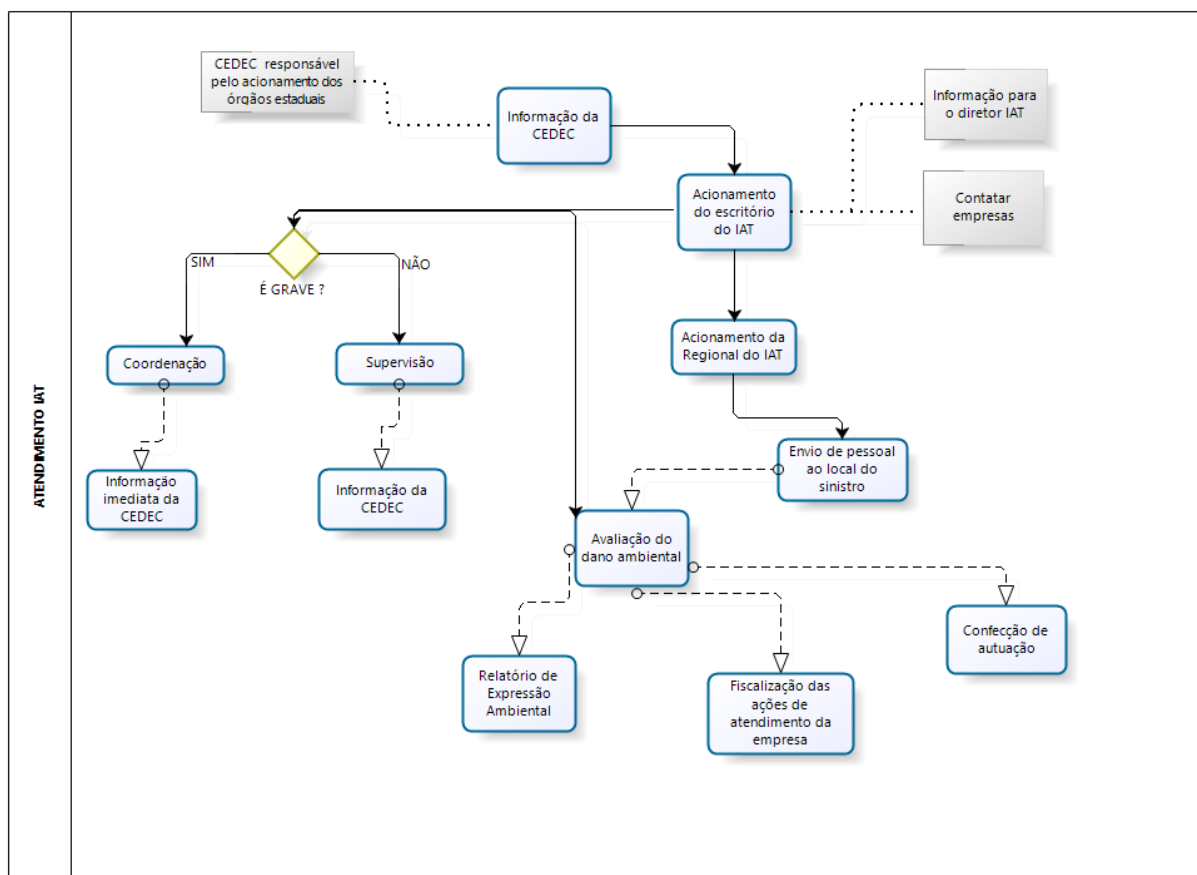 ATENDIMENTO IAT
CEDEC responsável
pelo acionamento dos
órgãos estaduais
Informação da
CEDEC
Informação para
o diretor IAT
Acionamento
do escritório
do IAT
Contatar
empresas
SIM
NÃO
É GRAVE ?
Coordenação
Supervisão
Acionamento da
Regional do IAT
Informação
imediata da
CEDEC
Informação da
CEDEC
Envio de pessoal
ao local do
sinistro
Avaliação do
dano ambiental
Relatório de
Expressão
Ambiental
Fiscalização das
ações de
atendimento da
empresa
Confecção de
autuação